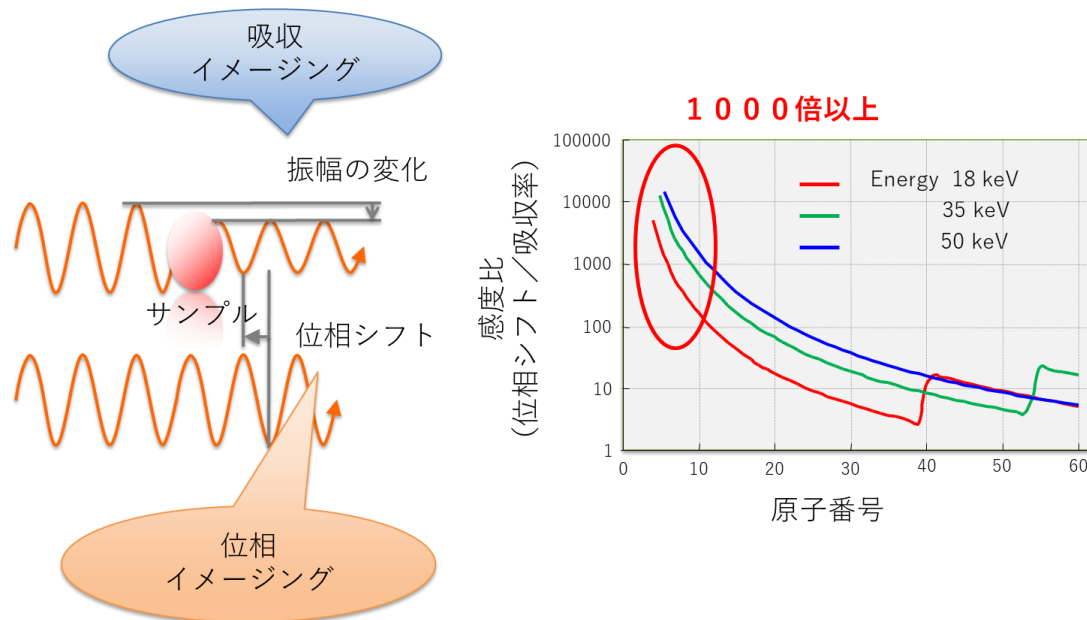 吸収
イメージング
振幅の変化
サンプル
位相シフト
位相
イメージング
１０００倍以上
感度比
(位相シフト／吸収率)
100000
10000
1000
100
10
1
Energy 18 keV
35 keV
50 keV
0
10
20
30
40
50
60
原子番号